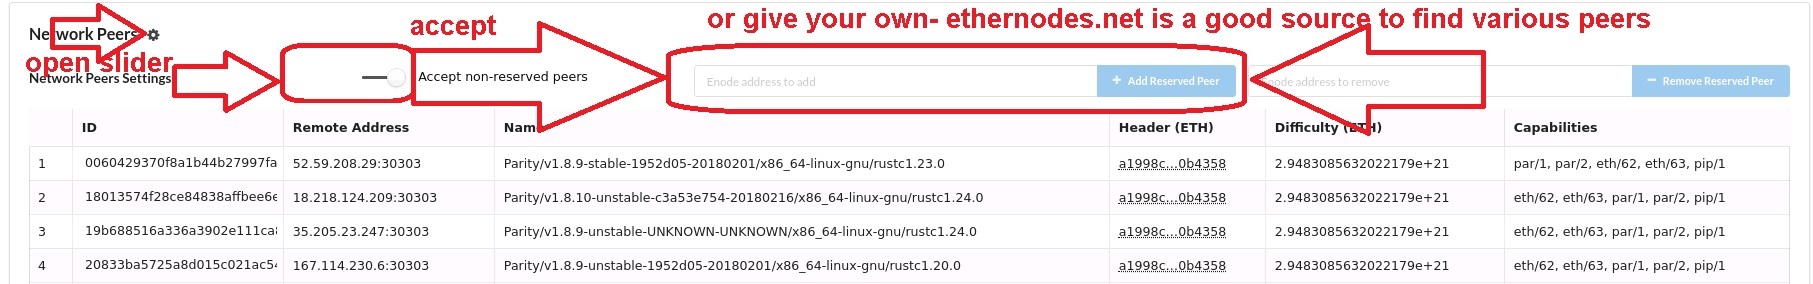 accept
or give your own- ethernodes.net is a good source to find various peers
Network Peers
open slider
Network Peers Settings
Accept non-reserved peers
Enode address to add
+ Add Reserved Peer
node address to remove
− Remove Reserved Peer
ID Remote Address Name Header (ETH) Difficulty (ETH) Capabilities
1 0060429370f8a1b44b27997fa 52.59.208.29:30303 Parity/v1.8.9-stable-1952d05-20180201/x86_64-linux-gnu/rustc1.23.0 a1998c...0b4358 2.9483085632022179e+21 par/1, par/2, eth/62, eth/63, pip/1
2 18013574f28ce84838affbee6e 18.218.124.209:30303 Parity/v1.8.10-unstable-c3a53e754-20180216/x86_64-linux-gnu/rustc1.24.0 a1998c...0b4358 2.9483085632022179e+21 eth/62, eth/63, par/1, par/2, pip/1
3 19b688516a336a3902e111ca 35.205.23.247:30303 Parity/v1.8.9-unstable-UNKNOWN-UNKNOWN/x86_64-linux-gnu/rustc1.24.0 a1998c...0b4358 2.9483085632022179e+21 eth/62, eth/63, par/1, par/2, pip/1
4 20833ba5725a8d015c021ac5 167.114.230.6:30303 Parity/v1.8.9-unstable-1952d05-20180201/x86_64-linux-gnu/rustc1.20.0 a1998c...0b4358 2.9483085632022179e+21 eth/62, eth/63, par/1, par/2, pip/1